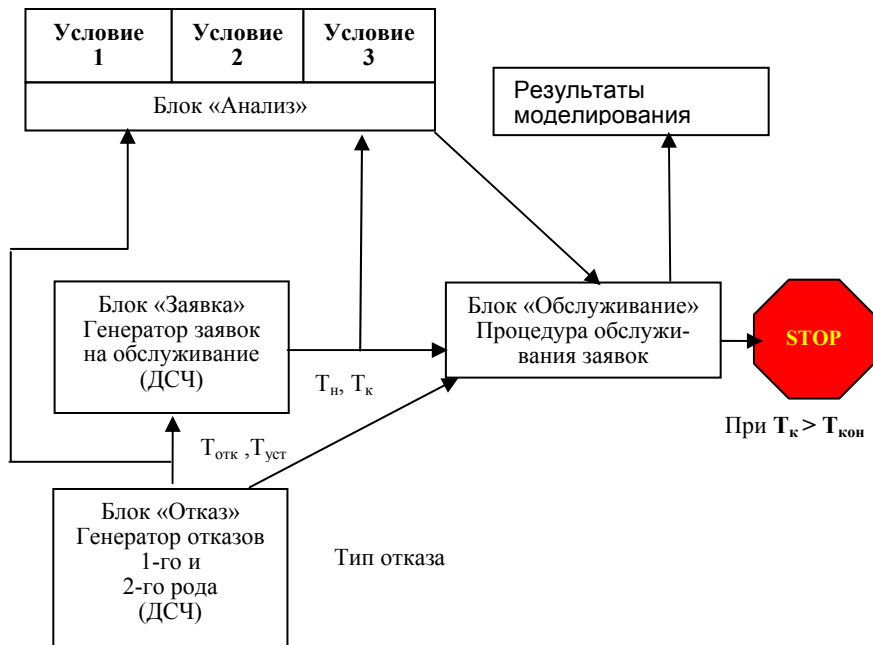 Условие 1
Условие 2
Условие 3
Блок «Анализ»
Результаты
моделирования
Блок «Заявка»
Генератор заявок
на обслуживание
(ДСЧ)
Блок «Обслуживание»
Процедура обслужи-
вания заявок
STOP
Tн, Tк
При Tк > Tкон
Tотк ,Tуст
Блок «Отказ»
Генератор отказов
1-го и
2-го рода
(ДСЧ)
Тип отказа